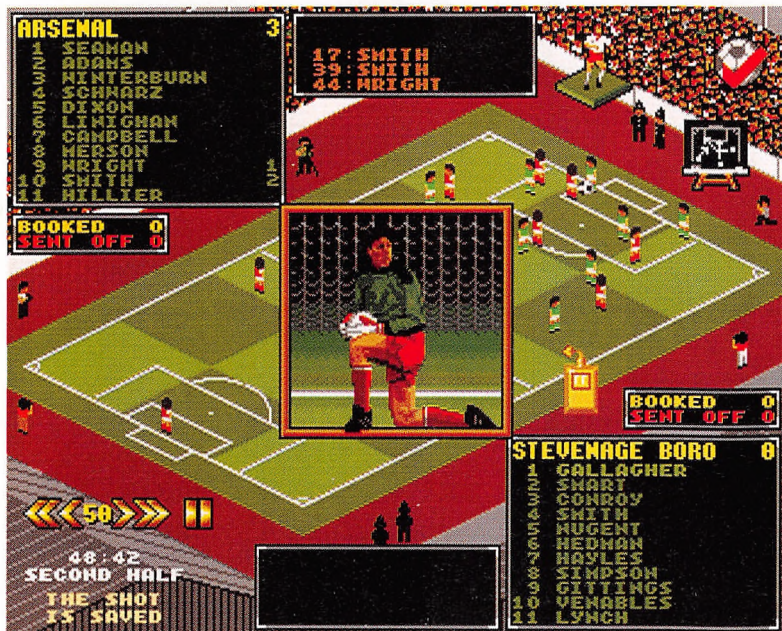 ARSENAL 3
1 SEAMAN
2 ADAMS
3 WINTERBURN
4 SCHWARZ
5 DIXON
6 LINIGHAN
7 CAMPBELL
8 MERSON
9 WRIGHT 1
10 SMITH 2
11 HILLIER
BOOKED 0
SENT OFF 0
17:SMITH
39:SMITH
44:WRIGHT
BOOKED 0
SENT OFF 0
STEVENAGE BORO 0
1 GALLAGHER
2 SMART
3 CONROY
4 SMITH
5 NUGENT
6 HEDMAN
7 HAYLES
8 SIMPSON
9 GITTINGS
10 VENABLES
11 LYNCH
50
48:42
SECOND HALF
THE SHOT
IS SAVED